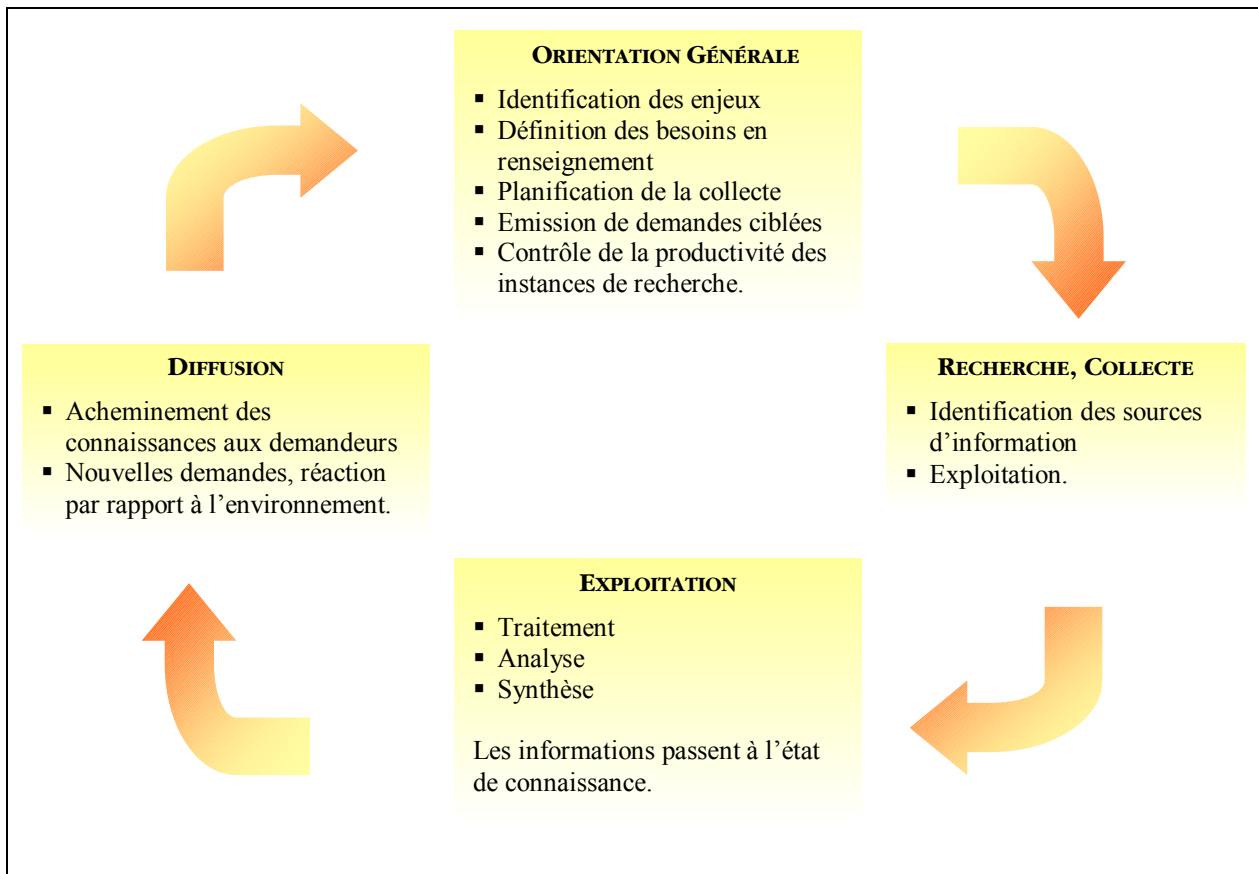 ORIENTATION GÉNÉRALE
▪ Identification des enjeux
▪ Définition des besoins en
renseignement
▪ Planification de la collecte
▪ Emission de demandes ciblées
▪ Contrôle de la productivité des
instances de recherche.
RECHERCHE, COLLECTE
▪ Identification des sources
d’information
▪ Exploitation.
EXPLOITATION
▪ Traitement
▪ Analyse
▪ Synthèse
Les informations passent à l’état
de connaissance.
DIFFUSION
▪ Acheminement des
connaissances aux demandeurs
▪ Nouvelles demandes, réaction
par rapport à l’environnement.